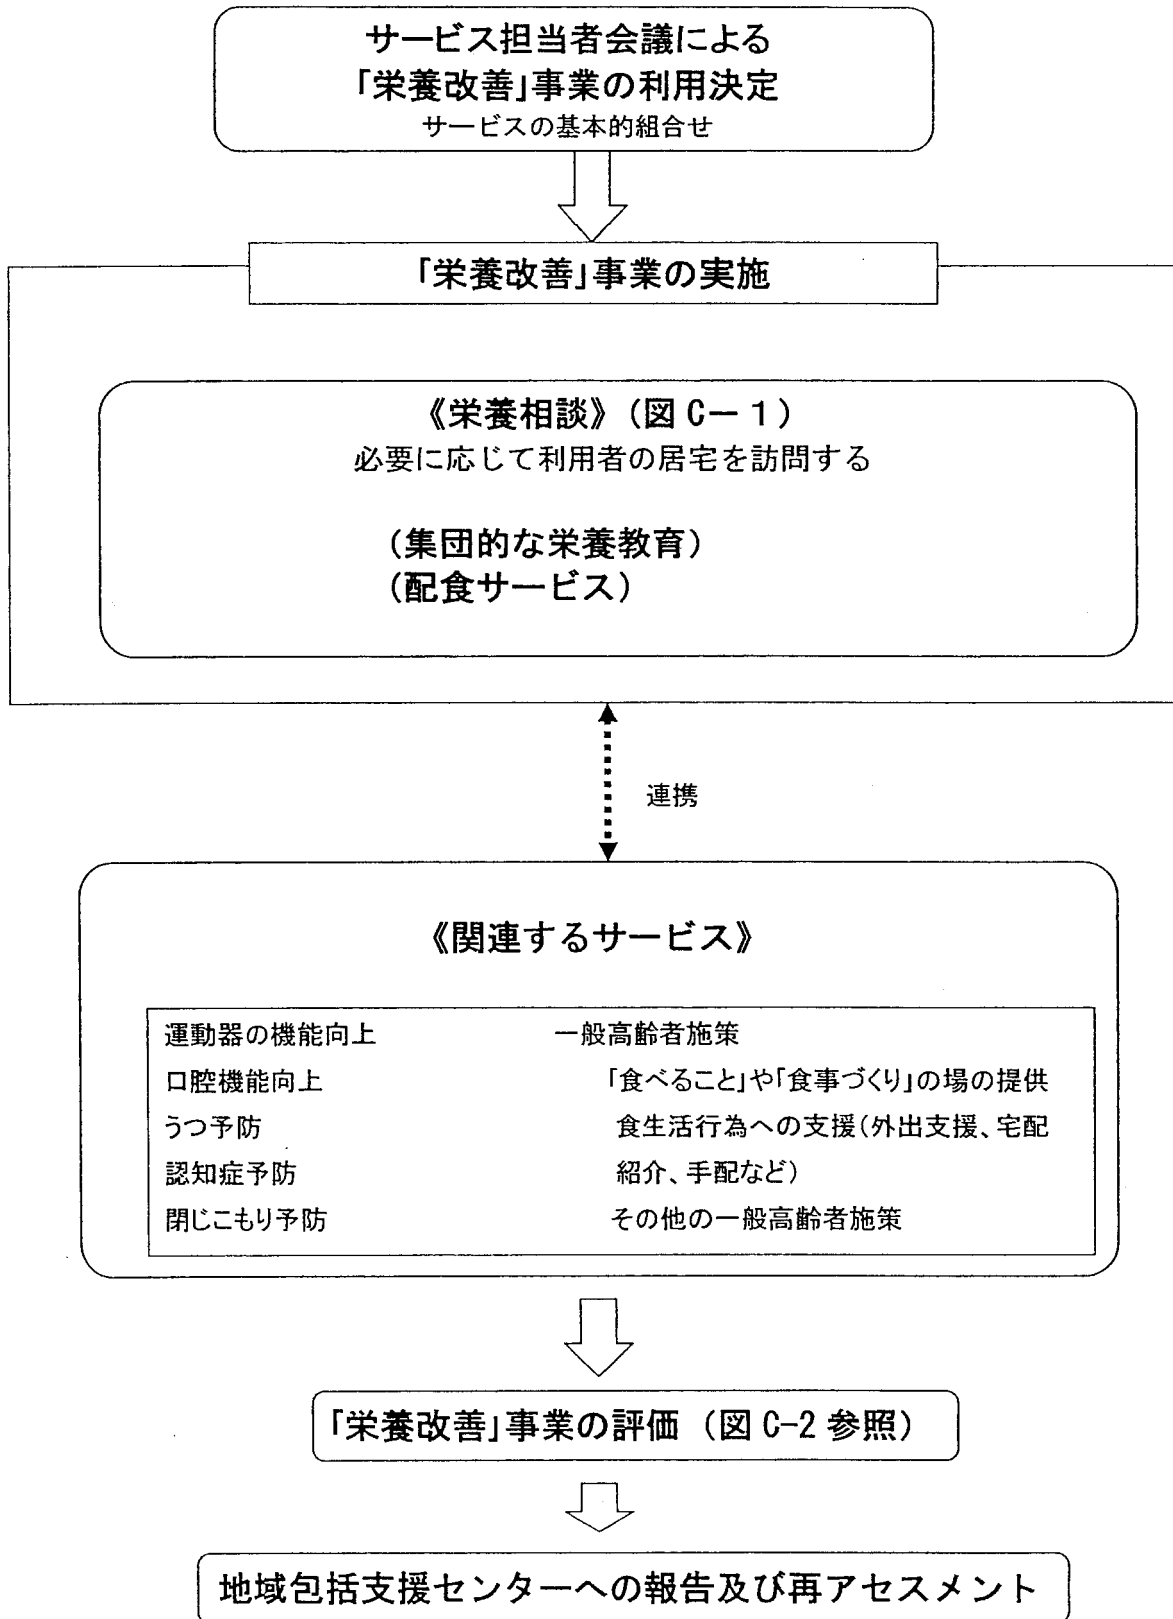 サービス担当者会議による
「栄養改善」事業の利用決定
サービスの基本的組合せ
「栄養改善」事業の実施
《栄養相談》（図 C－１）
必要に応じて利用者の居宅を訪問する
（集団的な栄養教育）
（配食サービス）
連携
《関連するサービス》
運動器の機能向上
口腔機能向上
うつ予防
認知症予防
閉じこもり予防
一般高齢者施策
「食べること」や「食事づくり」の場の提供
食生活行為への支援(外出支援、宅配
紹介、手配など)
その他の一般高齢者施策
「栄養改善」事業の評価（図 C-2 参照）
地域包括支援センターへの報告及び再アセスメント